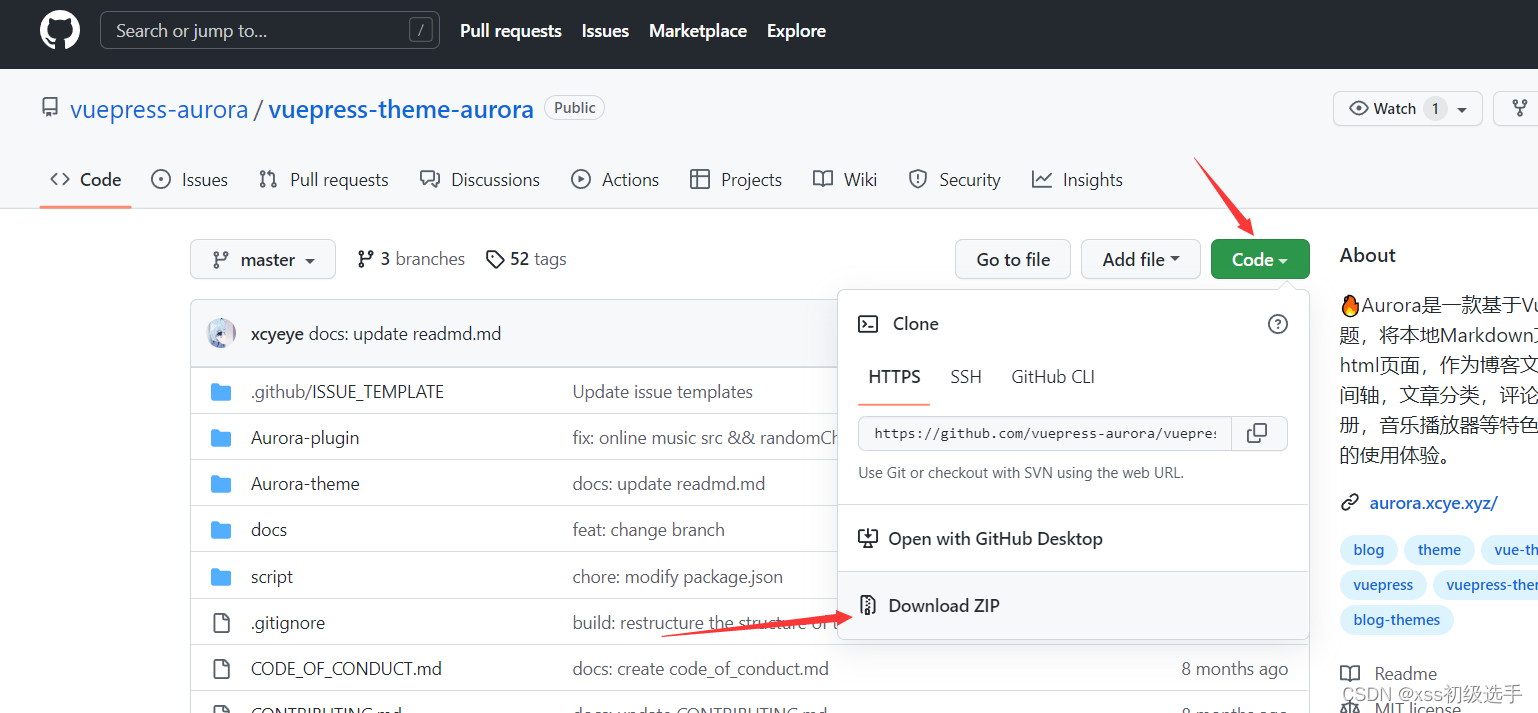 Search or jump to... /
Pull requests Issues Marketplace Explore
vuepress-aurora / vuepress-theme-aurora Public
Watch 1
Code Issues Pull requests Discussions Actions Projects Wiki Security Insights
master 3 branches 52 tags
Go to file Add file Code
About
xcyeye docs: update readmd.md
.github/ISSUE_TEMPLATE Update issue templates
Aurora-plugin fix: online music src && randomCh
Aurora-theme docs: update readmd.md
docs feat: change branch
script chore: modify package.json
.gitignore build: restructure the structure of t
CODE_OF_CONDUCT.md docs: create code_of_conduct.md 8 months ago
CONTRIBUTING.md docs: update CONTRIBUTING.md 8 months ago
Clone
HTTPS SSH GitHub CLI
https://github.com/vuepress-aurora/vuepres
Use Git or checkout with SVN using the web URL.
Open with GitHub Desktop
Download ZIP
🔥Aurora是一款基于Vu
题，将本地Markdown文
html页面，作为博客文
间轴，文章分类，评论
册，音乐播放器等特色
的使用体验。
aurora.xcye.xyz/
blog theme vue-th
vuepress vuepress-them
blog-themes
Readme
MIT license
CSDN @xss初级选手